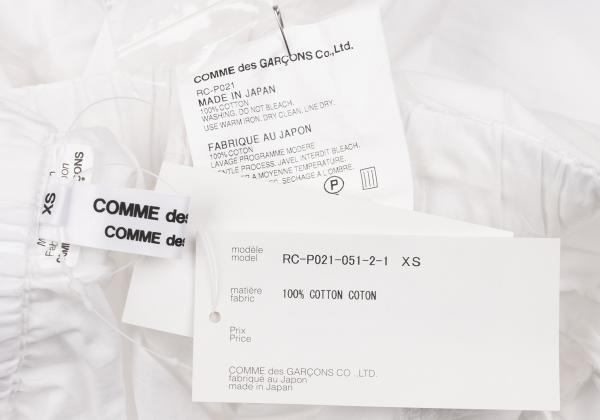 COMME des GARÇONS Co.,Ltd.
RC-P021
MADE IN JAPAN
100% COTTON
WASHING. DO NOT BLEACH.
USE WARM IRON. DRY CLEAN. LINE DRY.
FABRIQUE AU JAPON
100% COTON
LAVAGE PROGRAMME MODERE
JAVEL INTERDIT BLEACH.
A MOYENNE TEMPERATURE.
SECHAGE A L'OMBRE.
P
XS
COMME des
COMME des
modèle
model RC-P021-051-2-1 XS
matière
fabric 100% COTTON COTON
Prix
Price
COMME des GARÇONS CO .,LTD.
fabriqué au Japon
made in Japan